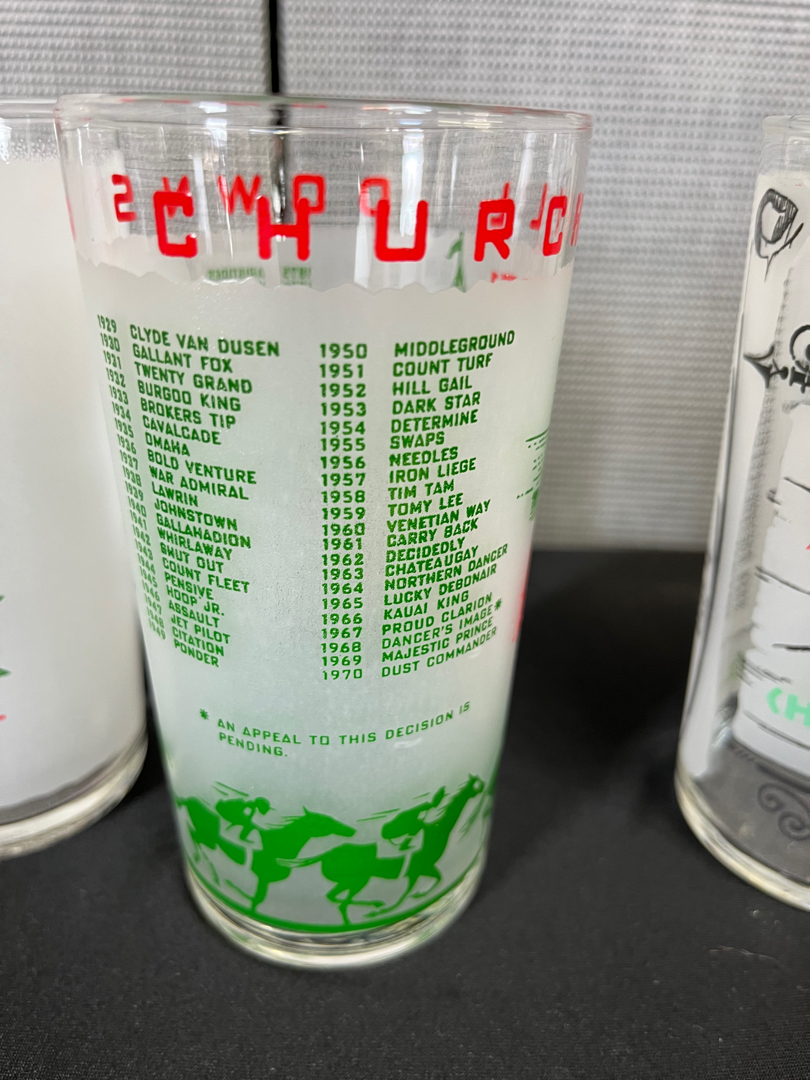 CHURCH
1929 CLYDE VAN DUSEN
1930 GALLANT FOX
1931 TWENTY GRAND
1932 BURGOO KING
1933 BROKERS TIP
1934 CAVALCADE
1935 OMAHA
1936 BOLD VENTURE
1937 WAR ADMIRAL
1938 LAWRIN
1939 JOHNSTOWN
1940 GALLAHADION
1941 WHIRLAWAY
1942 SHUT OUT
1943 COUNT FLEET
1944 PENSIVE
1945 HOOP JR.
1946 ASSAULT
1947 JET PILOT
1948 CITATION
1949 PONDER
1950 MIDDLEGROUND
1951 COUNT TURF
1952 HILL GAIL
1953 DARK STAR
1954 DETERMINE
1955 SWAPS
1956 NEEDLES
1957 IRON LIEGE
1958 TIM TAM
1959 TOMY LEE
1960 VENETIAN WAY
1961 CARRY BACK
1962 DECIDEDLY
1963 CHATEAUGAY
1964 NORTHERN DANCER
1965 LUCKY DEBONAIR
1966 KAUAI KING
1967 PROUD CLARION
1968 DANCER'S IMAGE*
1969 MAJESTIC PRINCE
1970 DUST COMMANDER
* AN APPEAL TO THIS DECISION IS
PENDING.